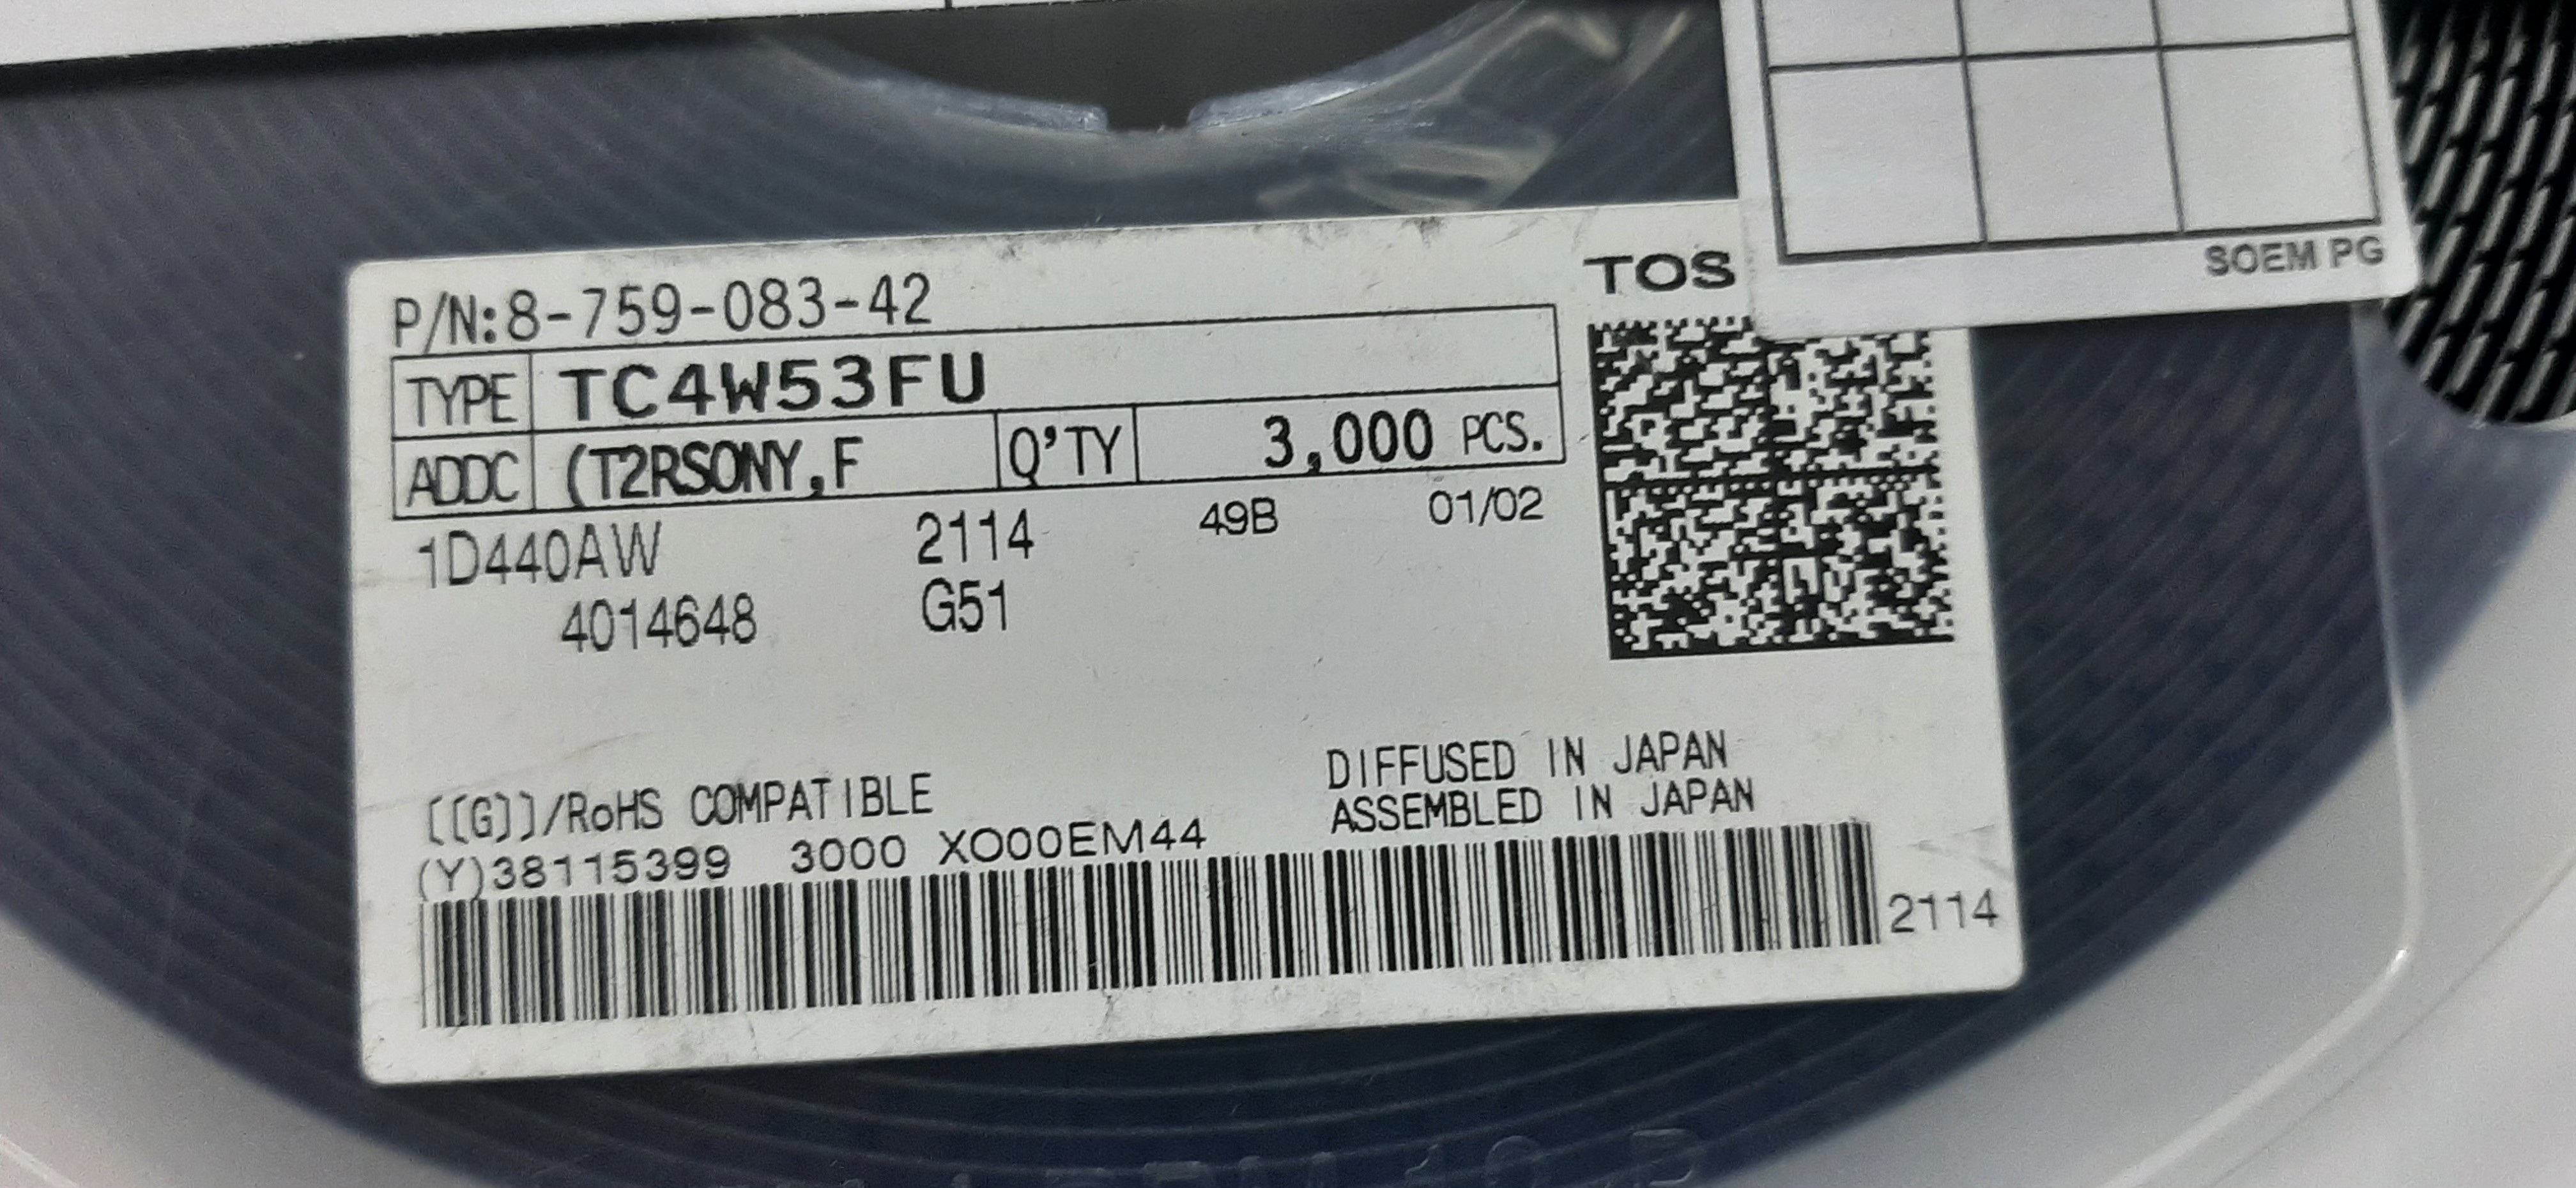 SOEM PG
TOS
P/N:8-759-083-42
TYPE TC4W53FU
ADDC (T2RSONY,F Q'TY 3,000 PCS.
1D440AW 2114 49B 01/02
4014648 G51
DIFFUSED IN JAPAN
[[G]]/RoHS COMPATIBLE ASSEMBLED IN JAPAN
(Y)38115399 3000 XO00EM44
2114